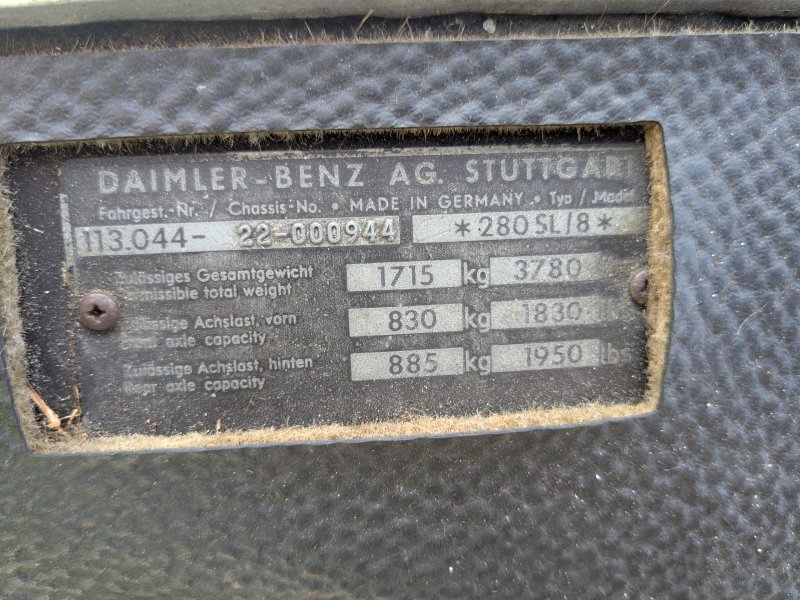 DAIMLER-BENZ AG. STUTTGART
Fahrgest.-Nr. / Chassis-No. • MADE IN GERMANY • Typ / Model
113.044- 22-000944 *280SL/8*
Zulässiges Gesamtgewicht 1715 kg 3780
permissible total weight
Zulässige Achslast, vorn 830 kg 1830 lbs
axle capacity
Zulässige Achslast, hinten 885 kg 1950 lbs
Rear axle capacity